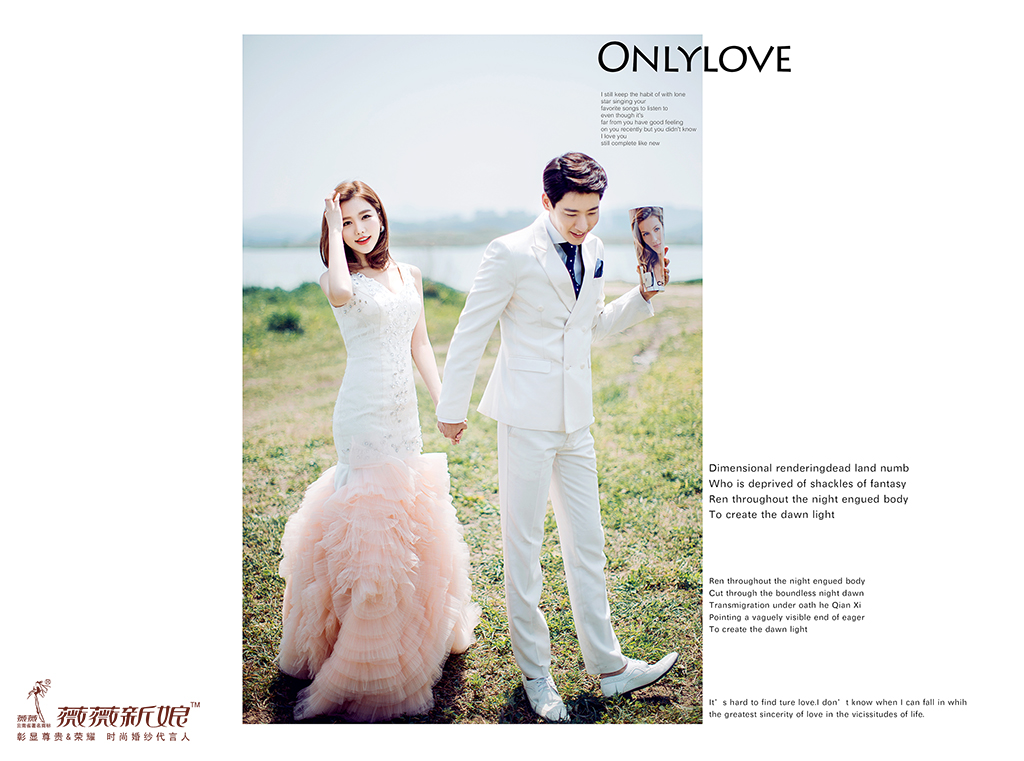 ONLYLOVE
I still keep the habit of with lone
star singing your
favorite songs to listen to
even though it's
far from you have good feeling
on you recently but you didn't know
I love you
still complete like new
Dimensional renderingdead land numb
Who is deprived of shackles of fantasy
Ren throughout the night engued body
To create the dawn light
Ren throughout the night engued body
Cut through the boundless night dawn
Transmigration under oath he Qian Xi
Pointing a vaguely visible end of eager
To create the dawn light
It's hard to find ture love.I don't know when I can fall in whih
the greatest sincerity of love in the vicissitudes of life.
薇薇
云南省著名商标
薇薇新娘™
彰显尊贵&荣耀 时尚婚纱代言人